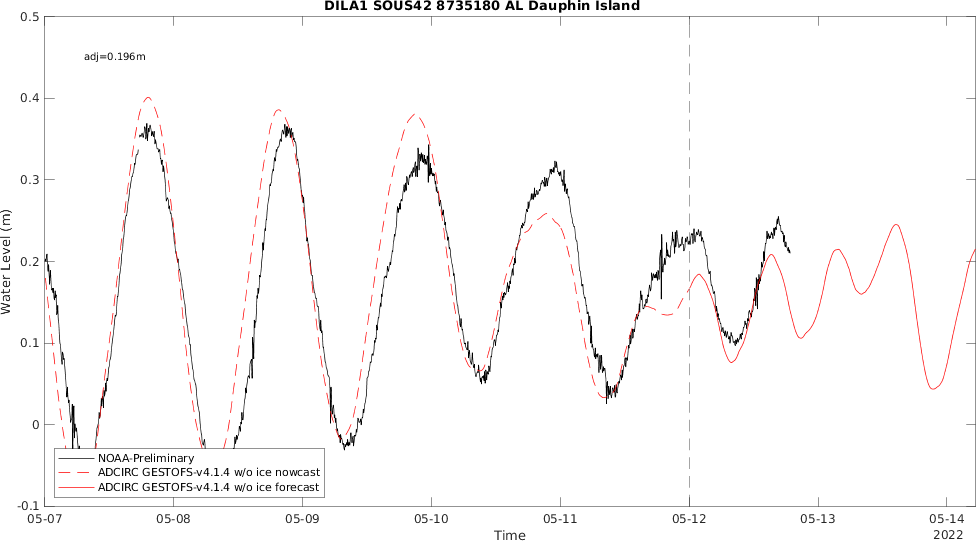 DILA1 SOUS42 8735180 AL Dauphin Island
0.5
adj=0.196m
0.4
0.3
0.2
0.1
0
-0.1
Water Level (m)
NOAA-Preliminary
ADCIRC GESTOFS-v4.1.4 w/o ice nowcast
ADCIRC GESTOFS-v4.1.4 w/o ice forecast
05-07 05-08 05-09 05-10 05-11 05-12 05-13 05-14
Time 2022